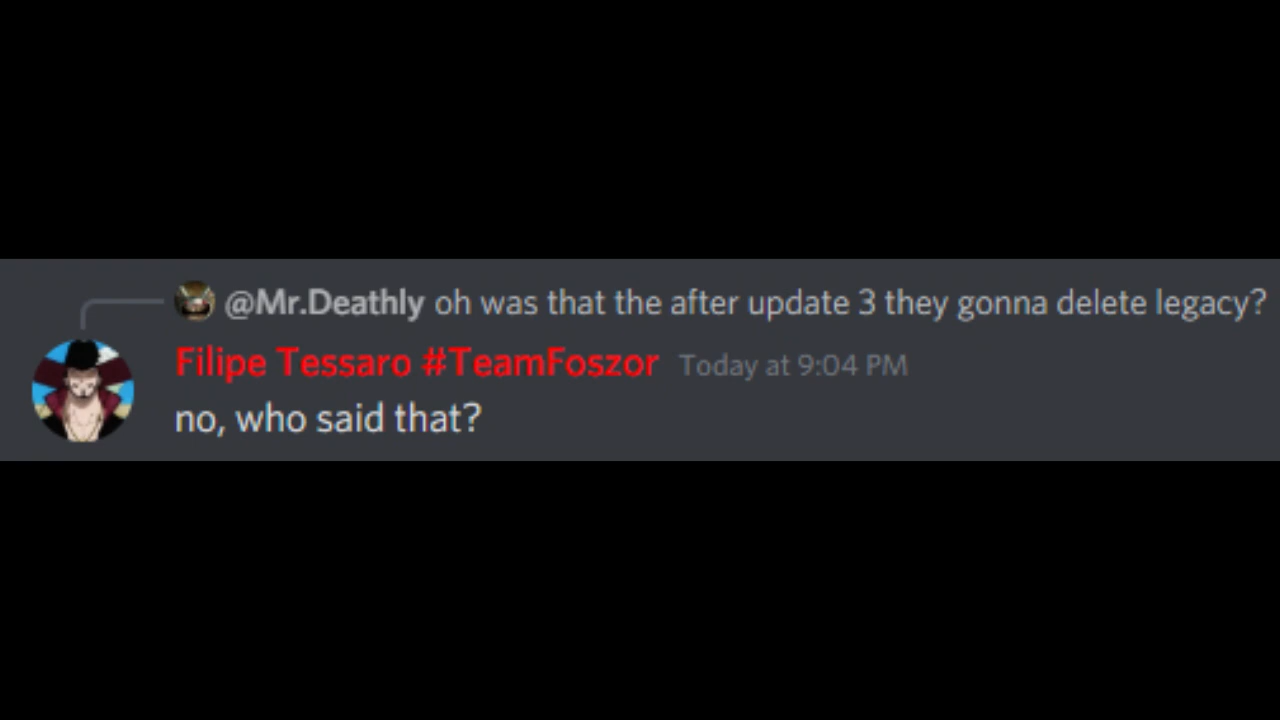 @Mr.Deathly oh was that the after update 3 they gonna delete legacy?
Filipe Tessaro #TeamFoszor Today at 9:04 PM
no, who said that?